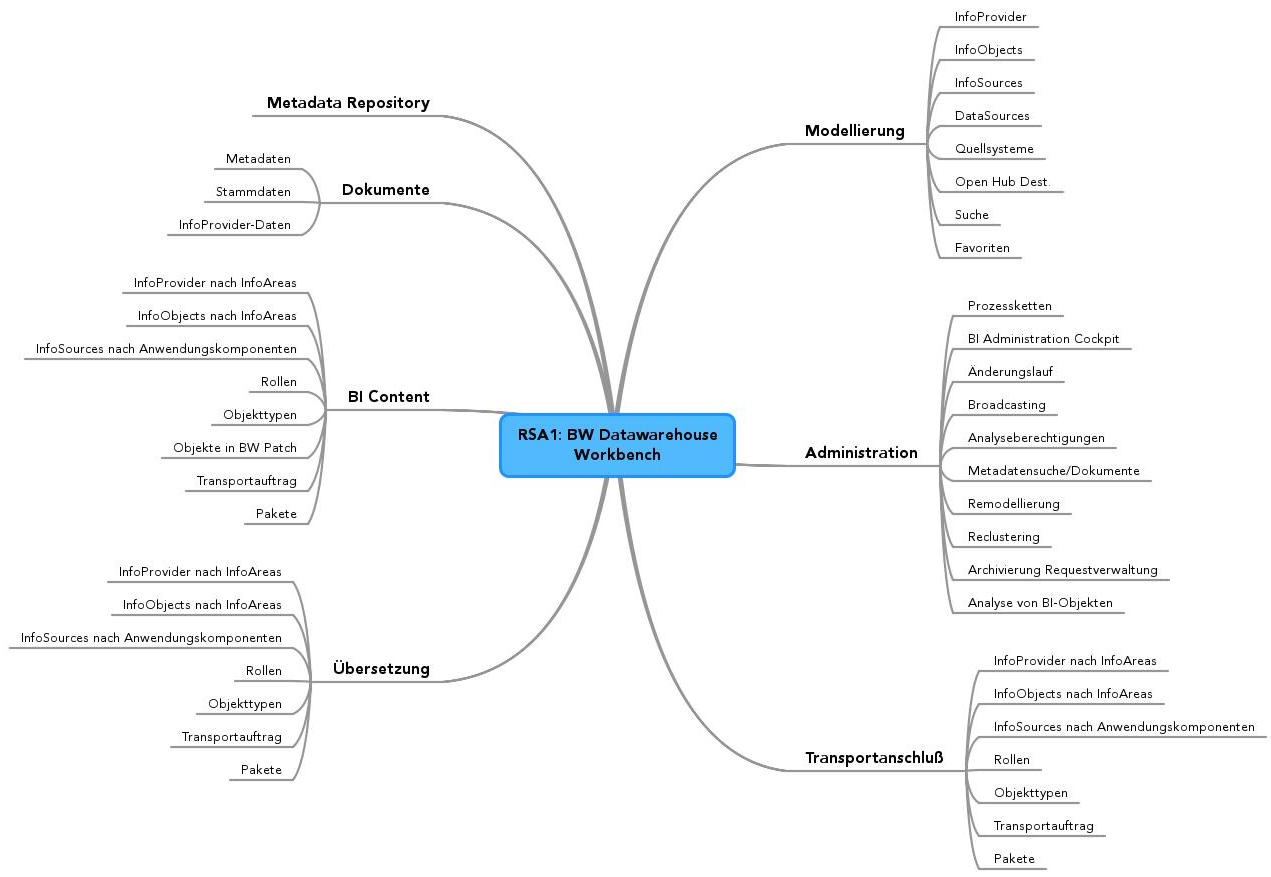 RSA1: BW Datawarehouse
Workbench
Metadata Repository
Dokumente
Metadaten
Stammdaten
InfoProvider-Daten
BI Content
InfoProvider nach InfoAreas
InfoObjects nach InfoAreas
InfoSources nach Anwendungskomponenten
Rollen
Objekttypen
Objekte in BW Patch
Transportauftrag
Pakete
Übersetzung
InfoProvider nach InfoAreas
InfoObjects nach InfoAreas
InfoSources nach Anwendungskomponenten
Rollen
Objekttypen
Transportauftrag
Pakete
Modellierung
InfoProvider
InfoObjects
InfoSources
DataSources
Quellsysteme
Open Hub Dest.
Suche
Favoriten
Administration
Prozessketten
BI Administration Cockpit
Änderungslauf
Broadcasting
Analyseberechtigungen
Metadatensuche/Dokumente
Remodellierung
Reclustering
Archivierung Requestverwaltung
Analyse von BI-Objekten
Transportanschluß
InfoProvider nach InfoAreas
InfoObjects nach InfoAreas
InfoSources nach Anwendungskomponenten
Rollen
Objekttypen
Transportauftrag
Pakete